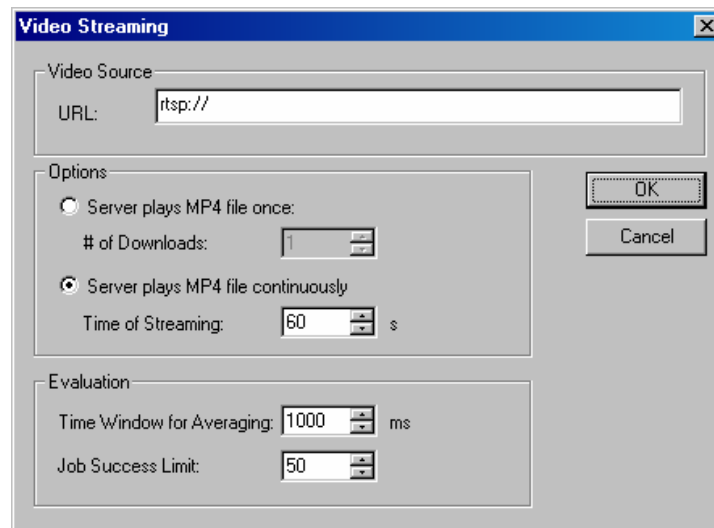 Video Streaming
Video Source
URL: rtsp://
Options
Server plays MP4 file once:
# of Downloads: 1
Server plays MP4 file continuously
Time of Streaming: 60 s
OK
Cancel
Evaluation
Time Window for Averaging: 1000 ms
Job Success Limit: 50